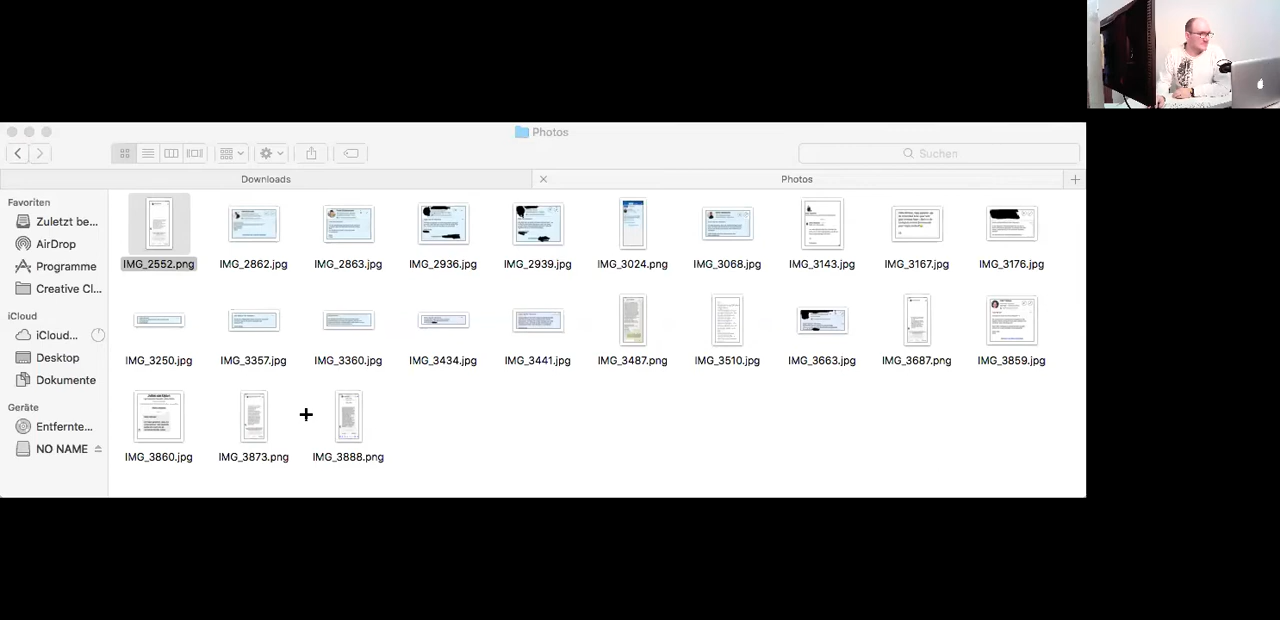 Photos
Suchen
Downloads
Photos
Favoriten
Zuletzt be...
AirDrop
Programme
Creative Cl...
iCloud
iCloud...
Desktop
Dokumente
Geräte
Entfernte...
NO NAME
IMG_2552.png IMG_2862.jpg IMG_2863.jpg IMG_2936.jpg IMG_2939.jpg IMG_3024.png IMG_3068.jpg IMG_3143.jpg IMG_3167.jpg IMG_3176.jpg
IMG_3250.jpg IMG_3357.jpg IMG_3360.jpg IMG_3434.jpg IMG_3441.jpg IMG_3487.png IMG_3510.jpg IMG_3663.jpg IMG_3687.png IMG_3859.jpg
IMG_3860.jpg IMG_3873.png IMG_3888.png